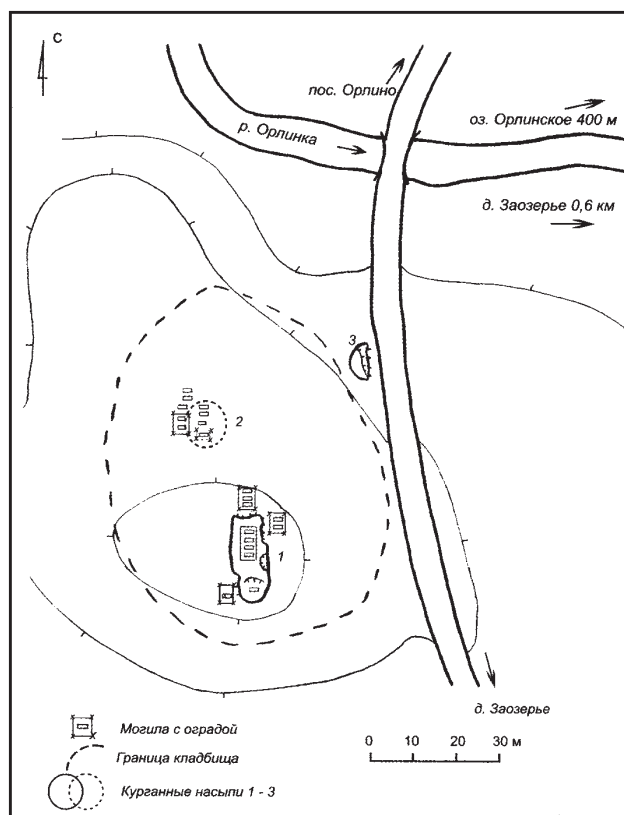 С
пос. Орлино
оз. Орлинское 400 м
р. Орлинка
д. Заозерье 0,6 км
3
2
1
д. Заозерье
Могила с оградой
Граница кладбища
Курганные насыпи 1 - 3
0 10 20 30 м